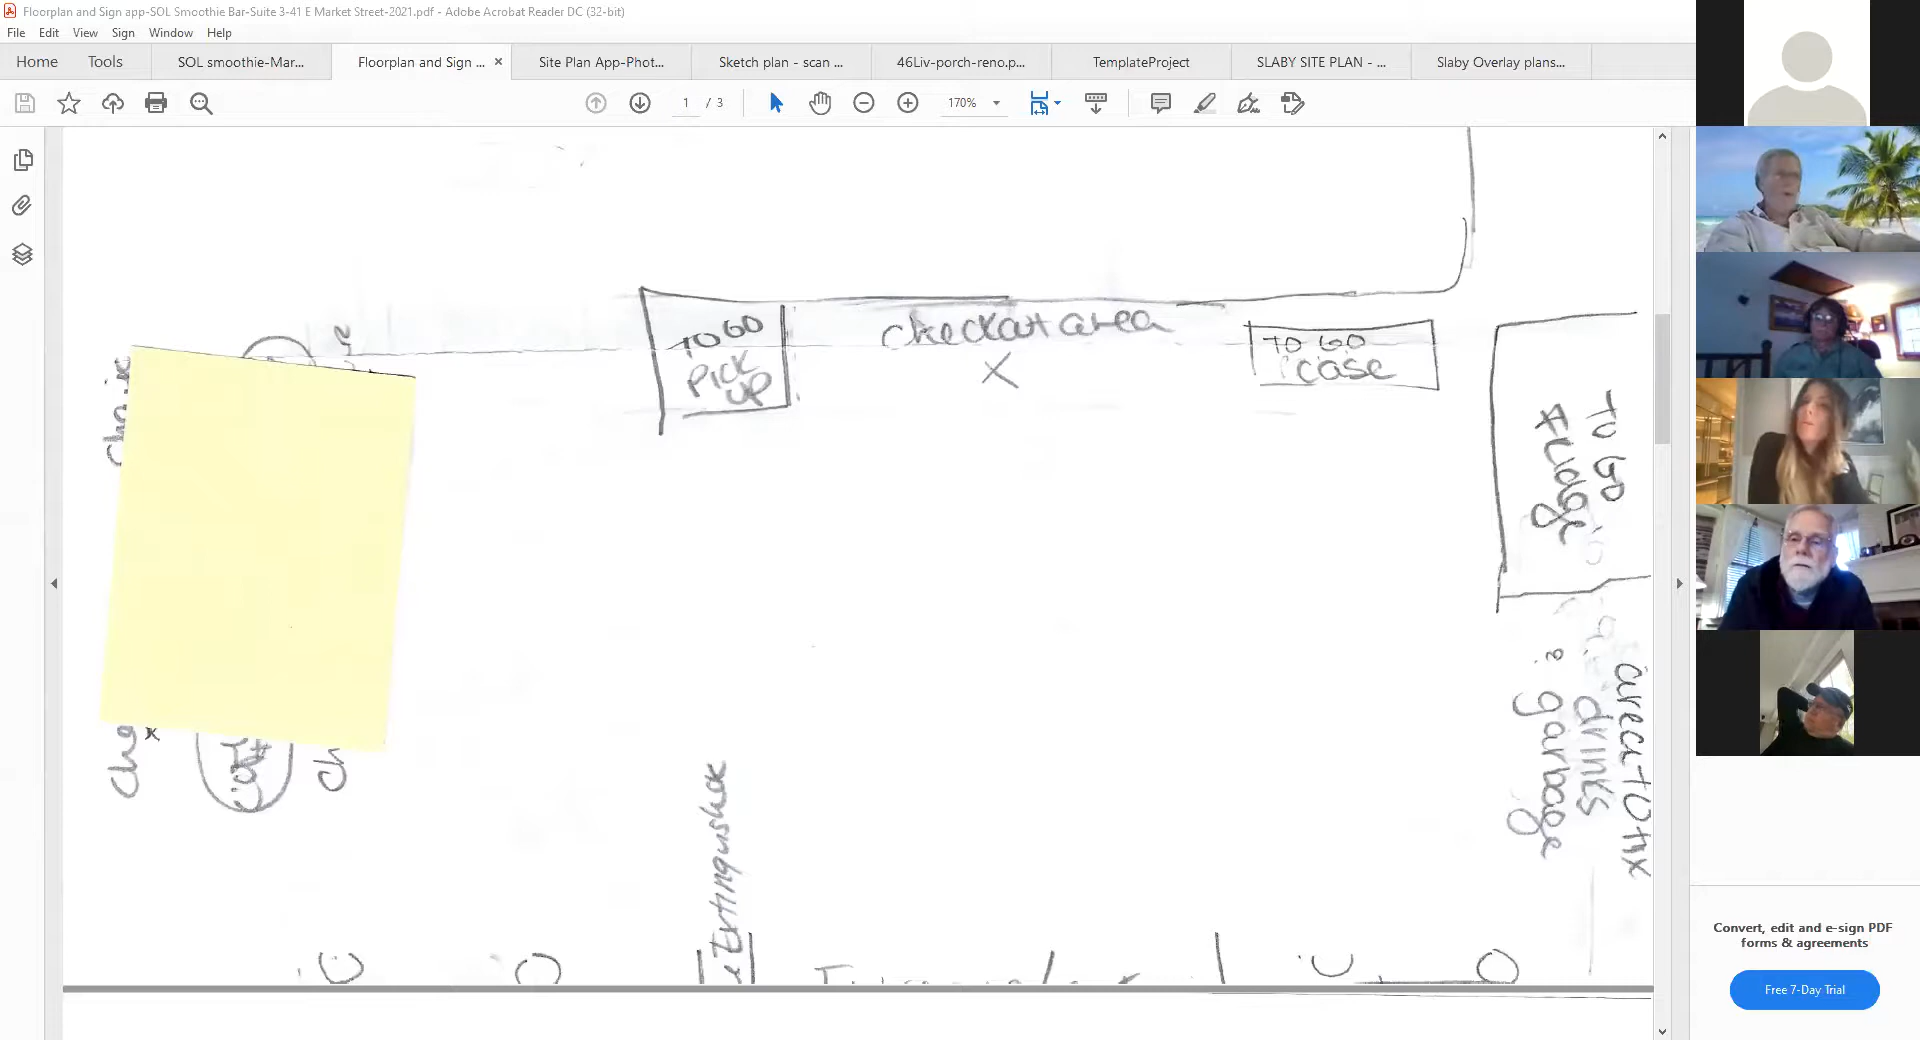 Floorplan and Sign app-SOL Smoothie Bar-Suite 3-41 E Market Street-2021.pdf - Adobe Acrobat Reader DC (32-bit)
File Edit View Sign Window Help
Home Tools SOL smoothie-Mar... Floorplan and Sign ... × Site Plan App-Phot... Sketch plan - scan ... 46Liv-porch-reno.p... TemplateProject SLABY SITE PLAN - ... Slaby Overlay plans...
1 / 3 170%
TO GO
PICK
UP
checkout area
X
TO GO
case
TO GO
fridge
area to fix
drinks
& garbage
Extinguisher
x
Convert, edit and e-sign PDF
forms & agreements
Free 7-Day Trial